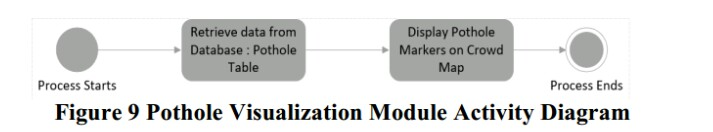 Retrieve data from
Database : Pothole
Table
Display Pothole
Markers on Crowd
Map
Process Starts
Process Ends
Figure 9 Pothole Visualization Module Activity Diagram